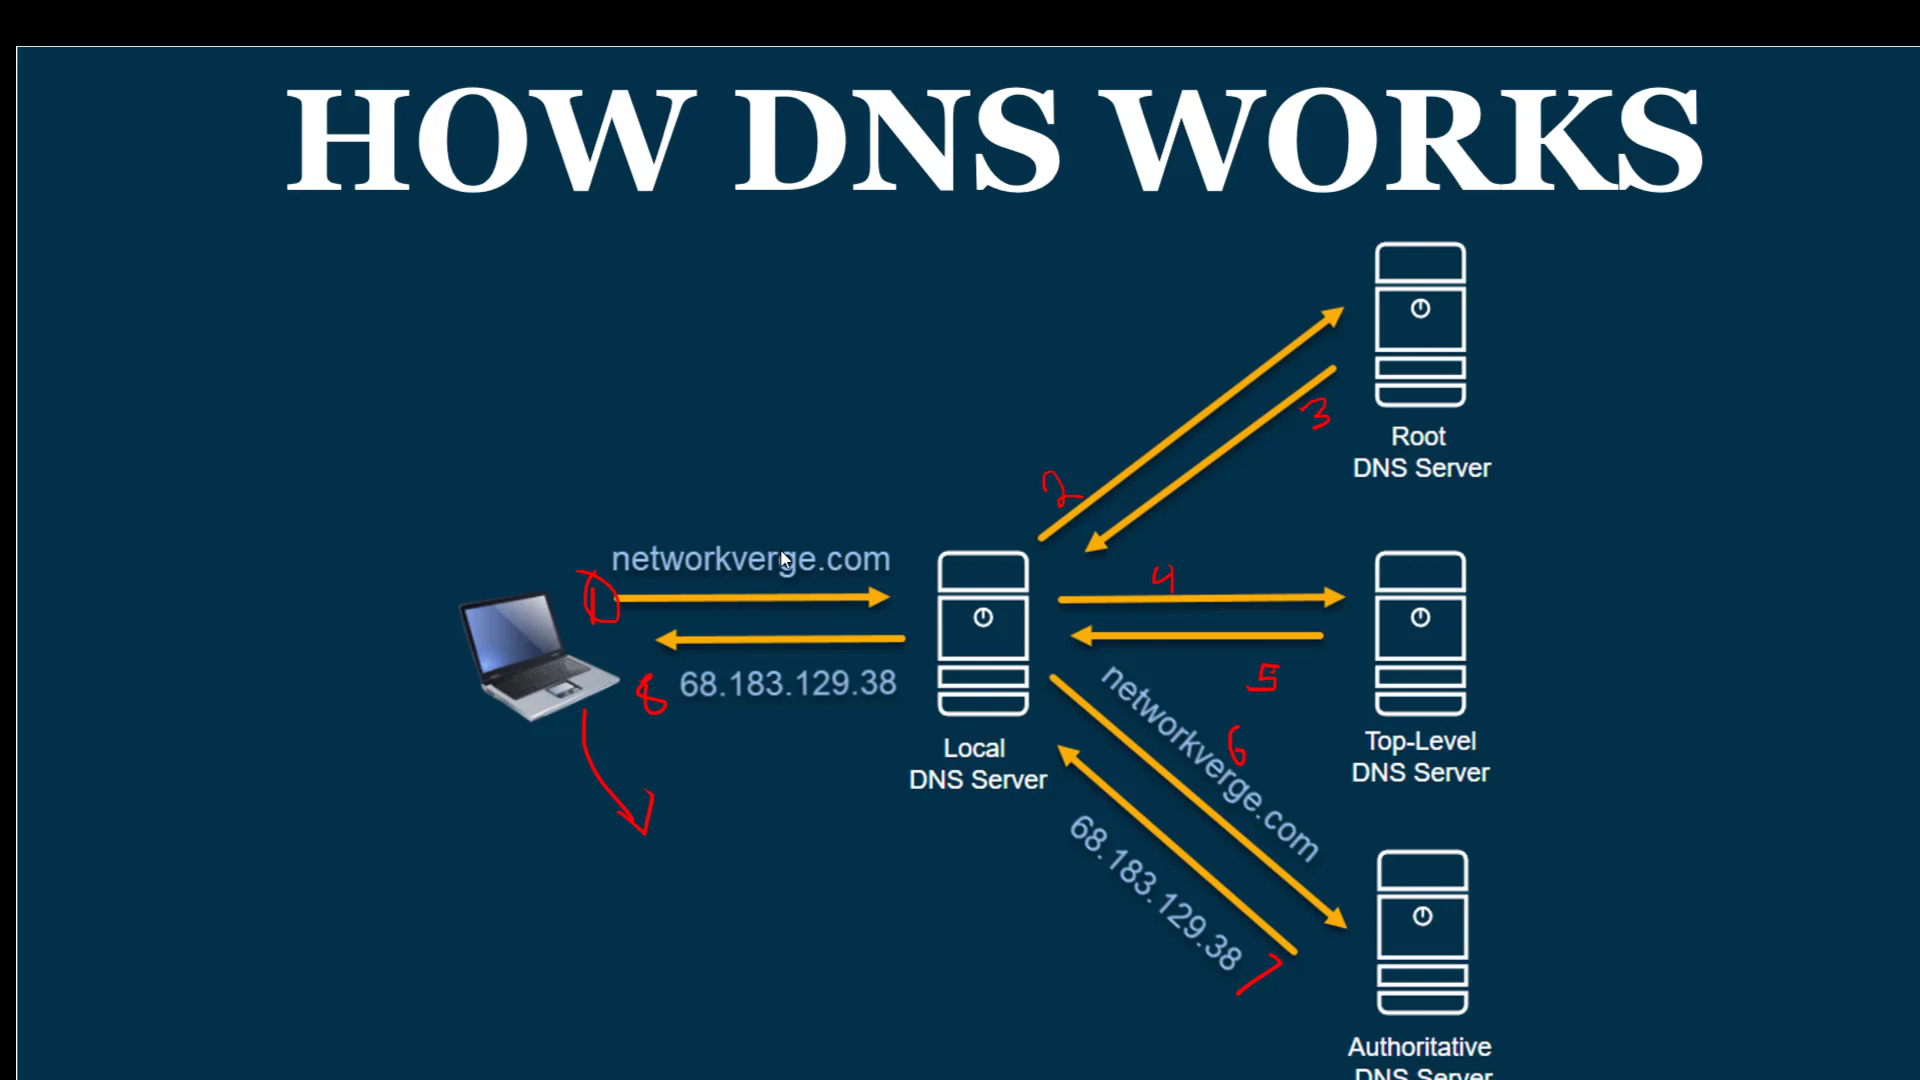 HOW DNS WORKS
3
Root
DNS Server
2
networkverge.com
1
4
8
68.183.129.38
5
networkverge.com
6
Local
DNS Server
Top-Level
DNS Server
68.183.129.38
7
Authoritative
DNS Server